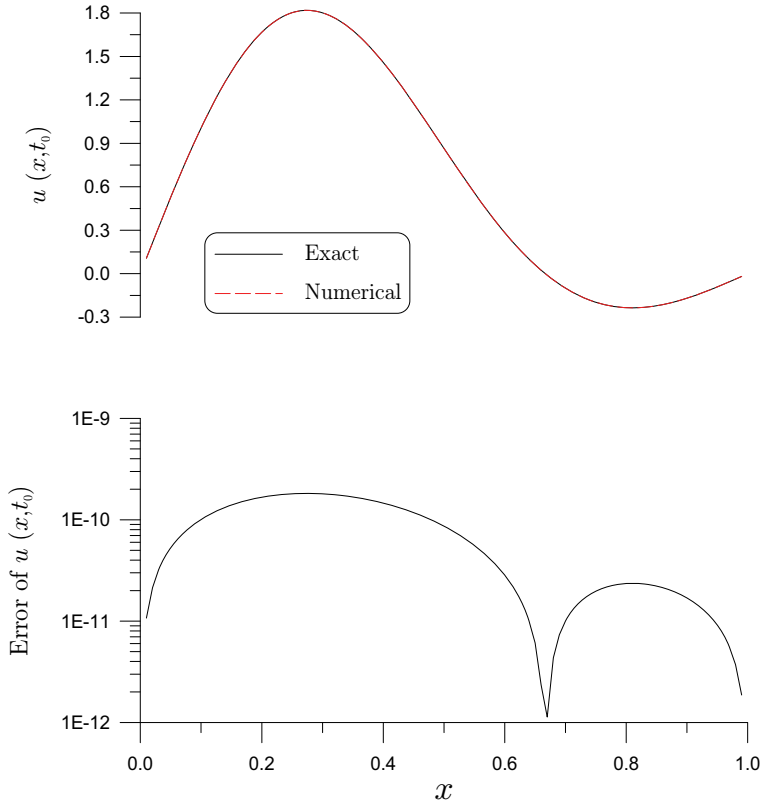 1.8
1.5
1.2
0.9
0.6
0.3
0.0
-0.3
u (x,t₀)
Exact
Numerical
1E-9
1E-10
1E-11
1E-12
Error of u (x,t₀)
0.0 0.2 0.4 0.6 0.8 1.0
x